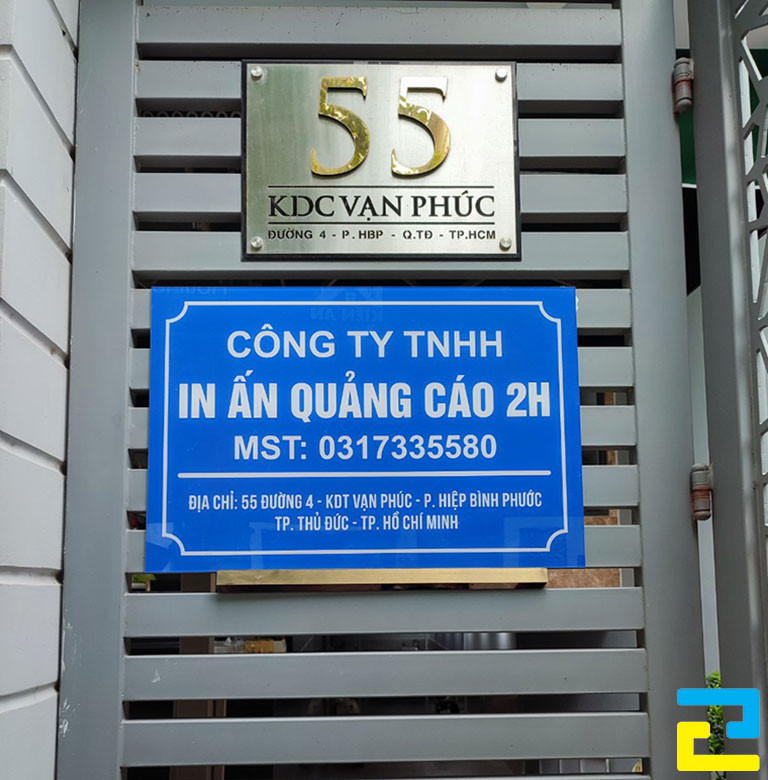 55
KDC VẠN PHÚC
ĐƯỜNG 4 - P. HBP - Q.TĐ - TP.HCM
CÔNG TY TNHH
IN ẤN QUẢNG CÁO 2H
MST: 0317335580
ĐỊA CHỈ: 55 ĐƯỜNG 4 - KDT VẠN PHÚC - P. HIỆP BÌNH PHƯỚC
TP. THỦ ĐỨC - TP. HỒ CHÍ MINH